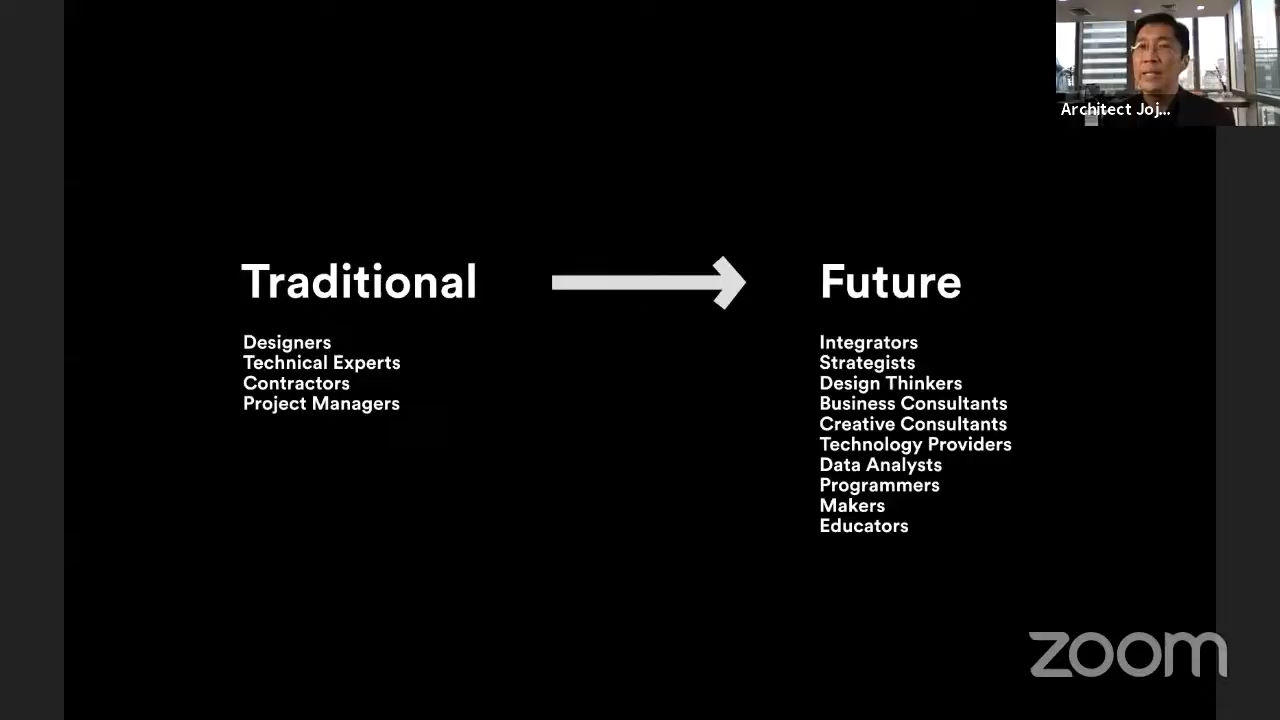 Architect Joj...
Traditional
Future
Designers
Technical Experts
Contractors
Project Managers
Integrators
Strategists
Design Thinkers
Business Consultants
Creative Consultants
Technology Providers
Data Analysts
Programmers
Makers
Educators
zoom